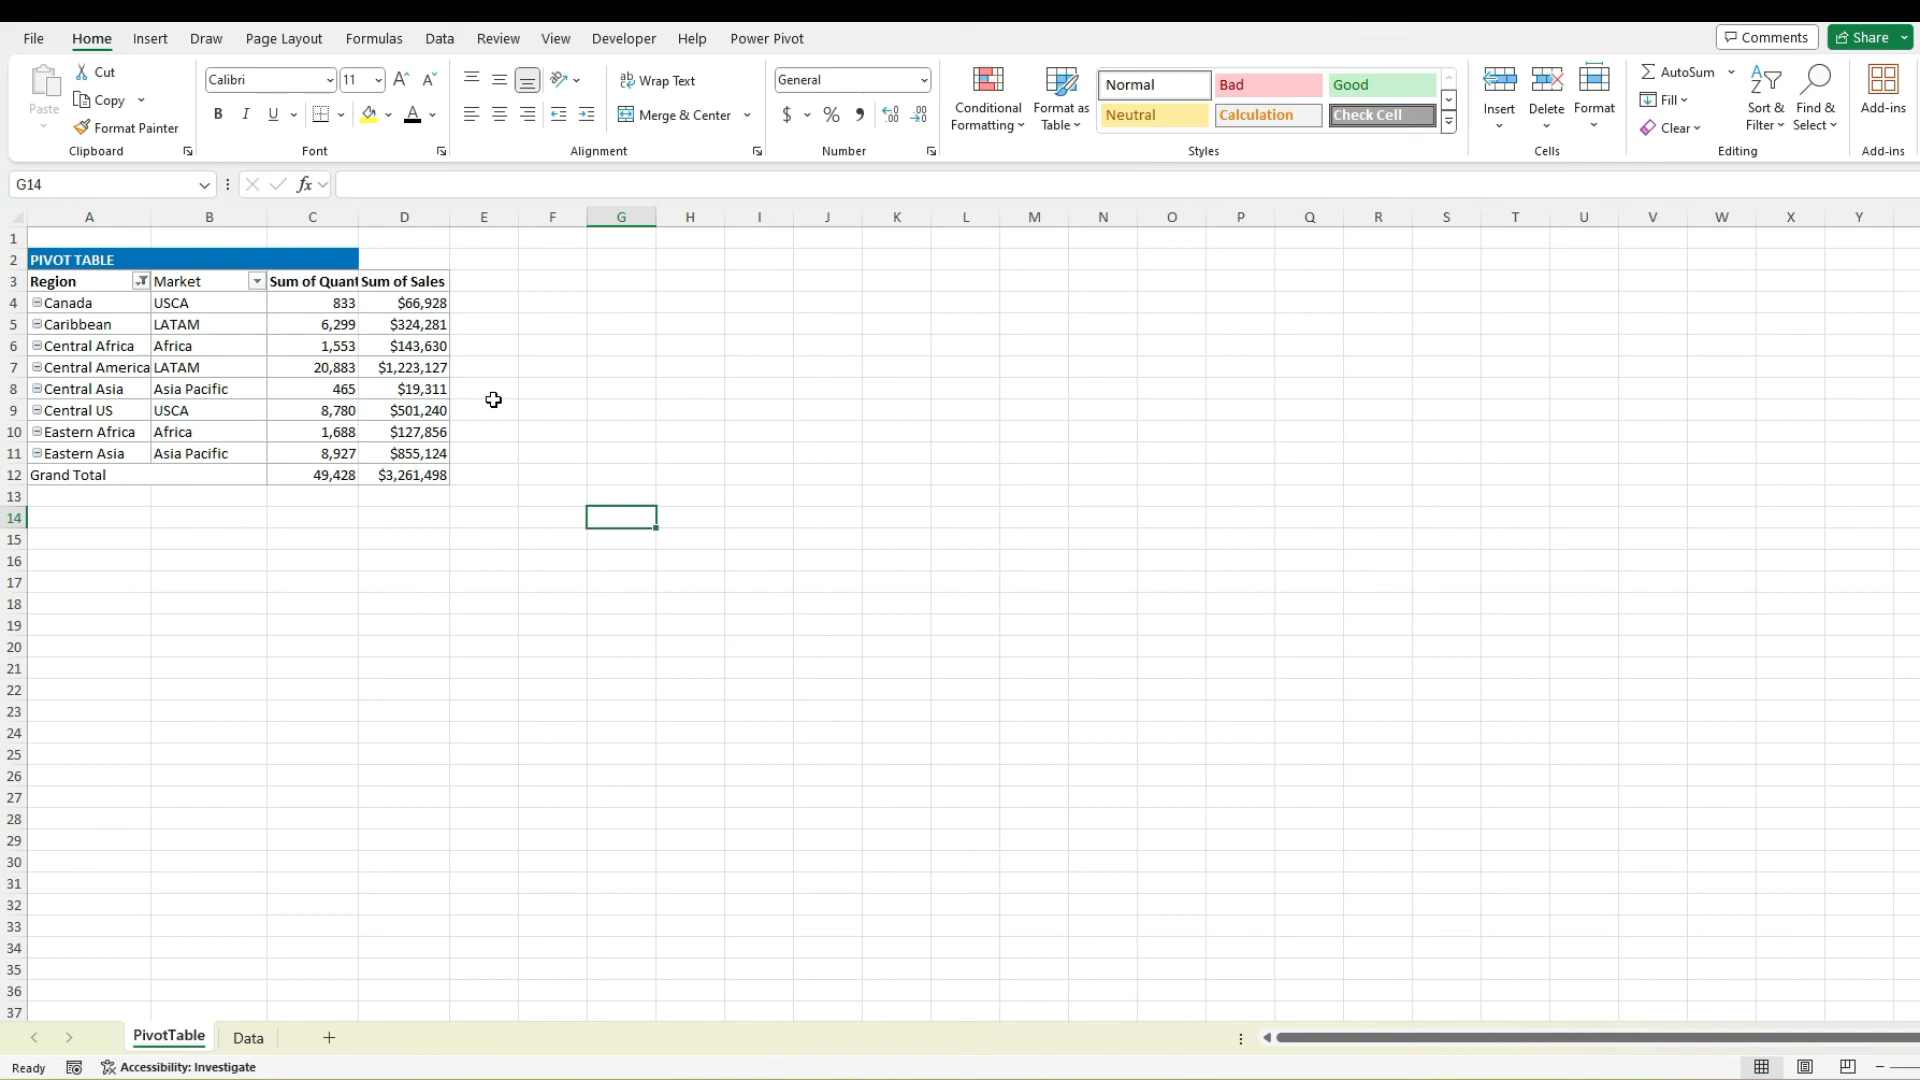 File Home Insert Draw Page Layout Formulas Data Review View Developer Help Power Pivot Comments Share
Paste
Cut
Copy
Format Painter
Clipboard
Calibri 11
B I U
Font
Wrap Text
Merge & Center
Alignment
General
$ % 9
Number
Conditional Formatting
Format as Table
Normal Bad Good
Neutral Calculation Check Cell
Styles
Insert Delete Format
Cells
AutoSum
Fill
Clear
Sort & Filter
Find & Select
Editing
Add-ins
Add-ins
G14 fx
A B C D E F G H I J K L M N O P Q R S T U V W X Y
1
2 PIVOT TABLE
3 Region Market Sum of Quant Sum of Sales
4 Canada USCA 833 $66,928
5 Caribbean LATAM 6,299 $324,281
6 Central Africa Africa 1,553 $143,630
7 Central America LATAM 20,883 $1,223,127
8 Central Asia Asia Pacific 465 $19,311
9 Central US USCA 8,780 $501,240
10 Eastern Africa Africa 1,688 $127,856
11 Eastern Asia Asia Pacific 8,927 $855,124
12 Grand Total 49,428 $3,261,498
13
14
15
16
17
18
19
20
21
22
23
24
25
26
27
28
29
30
31
32
33
34
35
36
37
PivotTable Data +
Ready Accessibility: Investigate